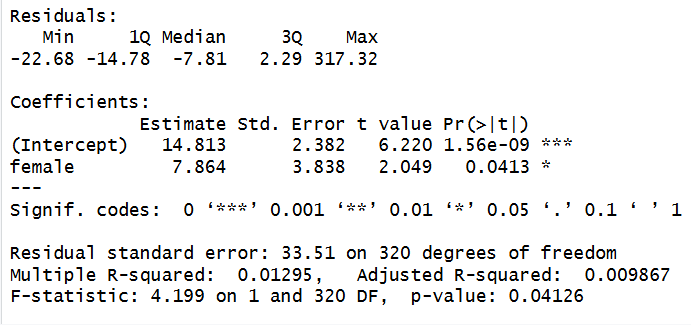 Residuals:
Min 1Q Median 3Q Max
-22.68 -14.78 -7.81 2.29 317.32
Coefficients:
Estimate Std. Error t value Pr(>|t|)
(Intercept) 14.813 2.382 6.220 1.56e-09 ***
female 7.864 3.838 2.049 0.0413 *
---
Signif. codes: 0 ‘***’ 0.001 ‘**’ 0.01 ‘*’ 0.05 ‘.’ 0.1 ‘ ’ 1
Residual standard error: 33.51 on 320 degrees of freedom
Multiple R-squared: 0.01295, Adjusted R-squared: 0.009867
F-statistic: 4.199 on 1 and 320 DF, p-value: 0.04126